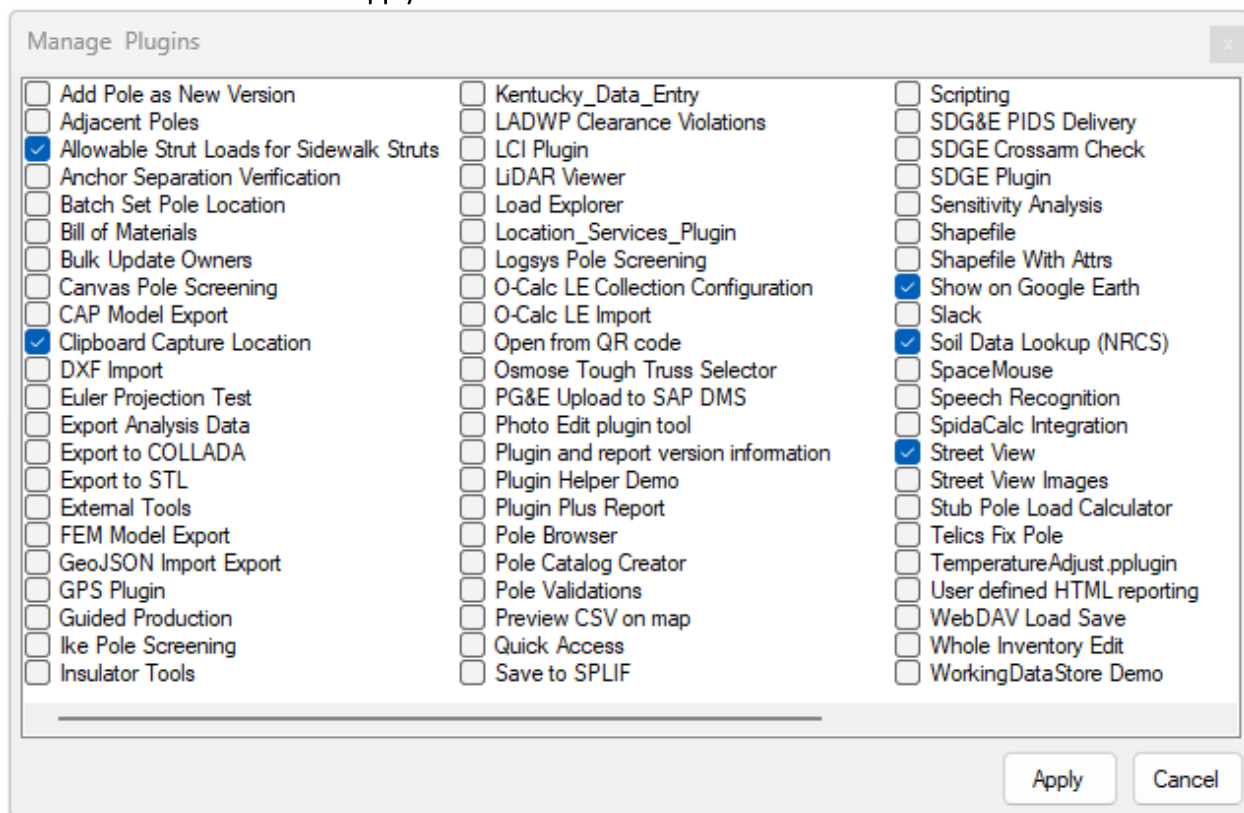 Manage Plugins
x
Add Pole as New Version
Adjacent Poles
Allowable Strut Loads for Sidewalk Struts
Anchor Separation Verification
Batch Set Pole Location
Bill of Materials
Bulk Update Owners
Canvas Pole Screening
CAP Model Export
Clipboard Capture Location
DXF Import
Euler Projection Test
Export Analysis Data
Export to COLLADA
Export to STL
External Tools
FEM Model Export
GeoJSON Import Export
GPS Plugin
Guided Production
Ike Pole Screening
Insulator Tools
Kentucky_Data_Entry
LADWP Clearance Violations
LCI Plugin
LiDAR Viewer
Load Explorer
Location_Services_Plugin
Logsys Pole Screening
O-Calc LE Collection Configuration
O-Calc LE Import
Open from QR code
Osmose Tough Truss Selector
PG&E Upload to SAP DMS
Photo Edit plugin tool
Plugin and report version information
Plugin Helper Demo
Plugin Plus Report
Pole Browser
Pole Catalog Creator
Pole Validations
Preview CSV on map
Quick Access
Save to SPLIF
Scripting
SDG&E PIDS Delivery
SDGE Crossarm Check
SDGE Plugin
Sensitivity Analysis
Shapefile
Shapefile With Attrs
Show on Google Earth
Slack
Soil Data Lookup (NRCS)
SpaceMouse
Speech Recognition
SpidaCalc Integration
Street View
Street View Images
Stub Pole Load Calculator
Telics Fix Pole
TemperatureAdjust.pplugin
User defined HTML reporting
WebDAV Load Save
Whole Inventory Edit
WorkingDataStore Demo
Apply
Cancel